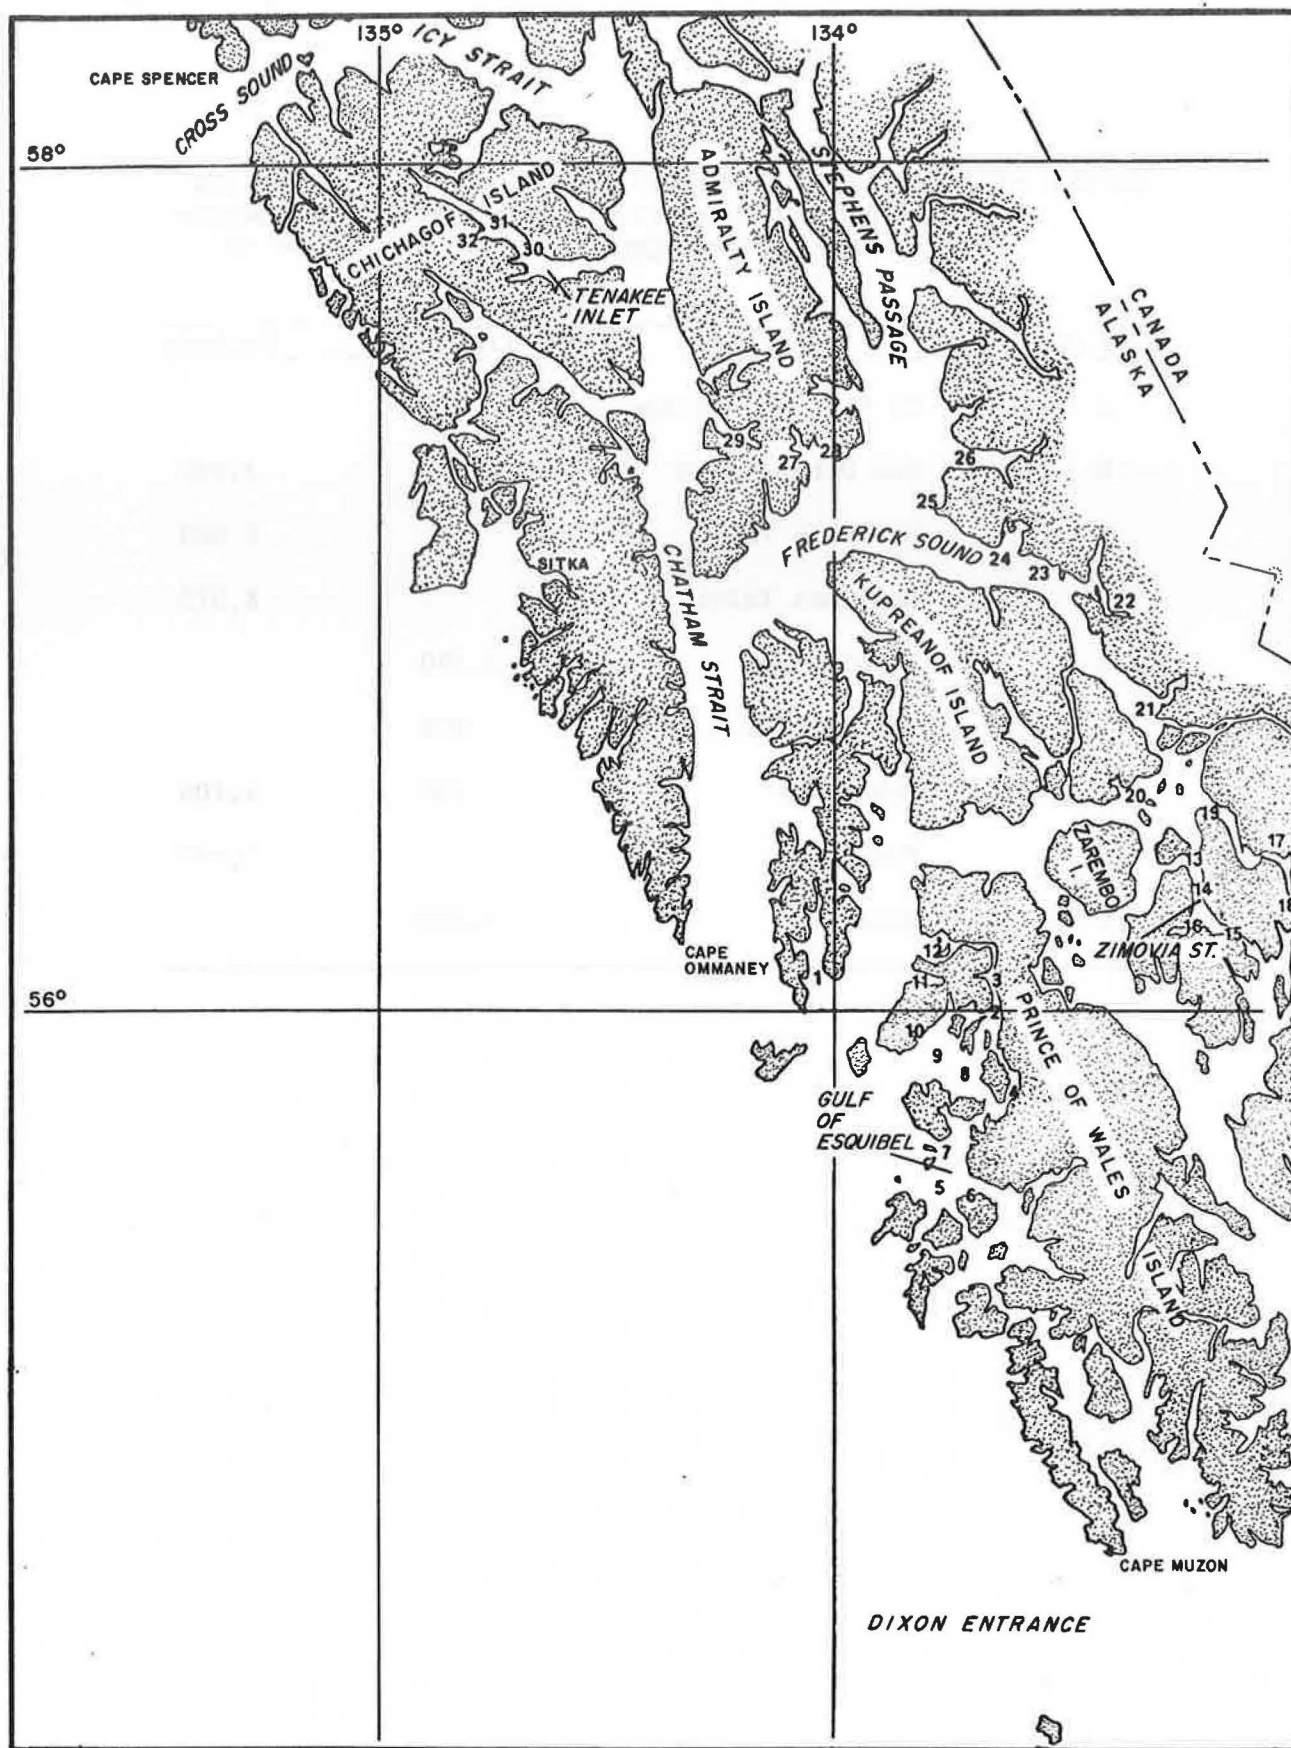 135°
134°
ICY STRAIT
CAPE SPENCER
CROSS SOUND
58°
CHICHAGOF ISLAND
31
32
30
TENAKEE
INLET
ADMIRALTY ISLAND
STEPHENS PASSAGE
CANADA
ALASKA
29
27
28
26
25
FREDERICK SOUND
24
23
22
SITKA
CHATHAM STRAIT
KUPREANOF ISLAND
33
21
20
19
ZAREMBO
I.
13
17
14
18
16
15
ZIMOVIA ST.
CAPE
OMMANEY
1
11
3
56°
2
10
9
8
4
PRINCE OF WALES
ISLAND
GULF
OF
ESQUIBEL
7
5
6
CAPE MUZON
DIXON ENTRANCE